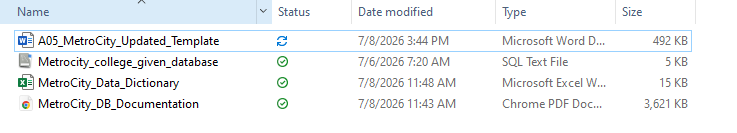 Name Status Date modified Type Size
A05_MetroCity_Updated_Template 7/8/2026 3:44 PM Microsoft Word D... 492 KB
Metrocity_college_given_database 7/6/2026 7:20 AM SQL Text File 5 KB
MetroCity_Data_Dictionary 7/8/2026 11:48 AM Microsoft Excel W... 15 KB
MetroCity_DB_Documentation 7/8/2026 11:43 AM Chrome PDF Doc... 3,621 KB